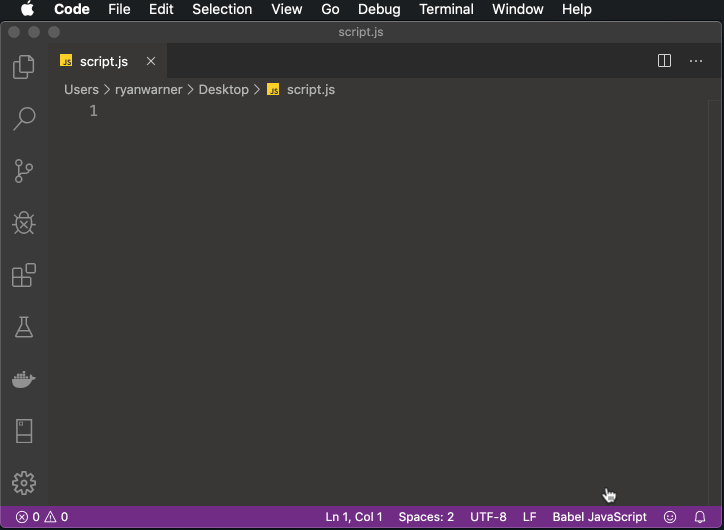 Code File Edit Selection View Go Debug Terminal Window Help
script.js
JS script.js
Users > ryanwarner > Desktop > JS script.js
1
0 0 Ln 1, Col 1 Spaces: 2 UTF-8 LF Babel JavaScript